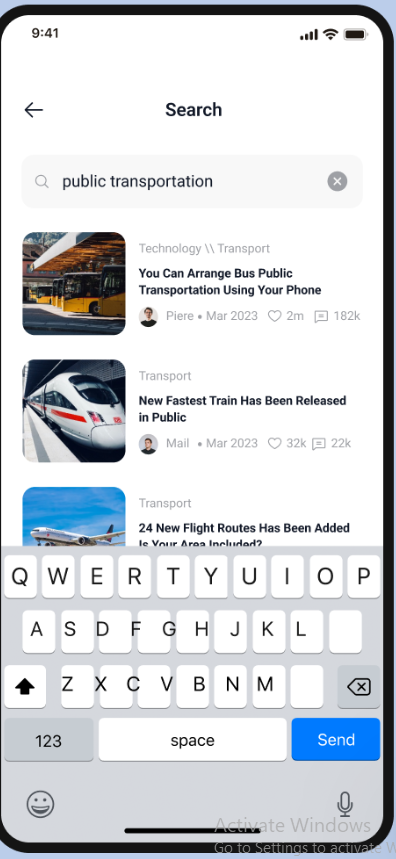 9:41
Search
public transportation
Technology \\ Transport
You Can Arrange Bus Public
Transportation Using Your Phone
Piere • Mar 2023 2m 182k
Transport
New Fastest Train Has Been Released
in Public
Mail • Mar 2023 32k 22k
Transport
24 New Flight Routes Has Been Added
Is Your Area Included?
Q W E R T Y U I O P
A S D F G H J K L
Z X C V B N M
123 space Send
Activate Windows
Go to Settings to activate W